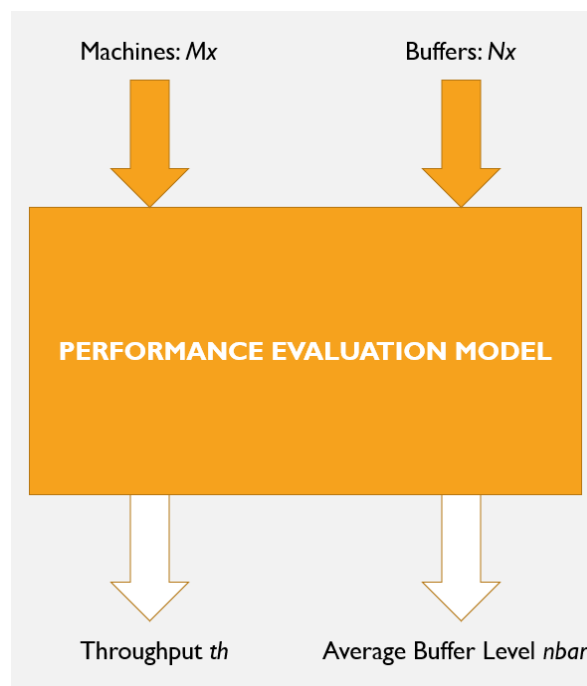 Machines: Mx
Buffers: Nx
PERFORMANCE EVALUATION MODEL
Throughput th
Average Buffer Level nbar